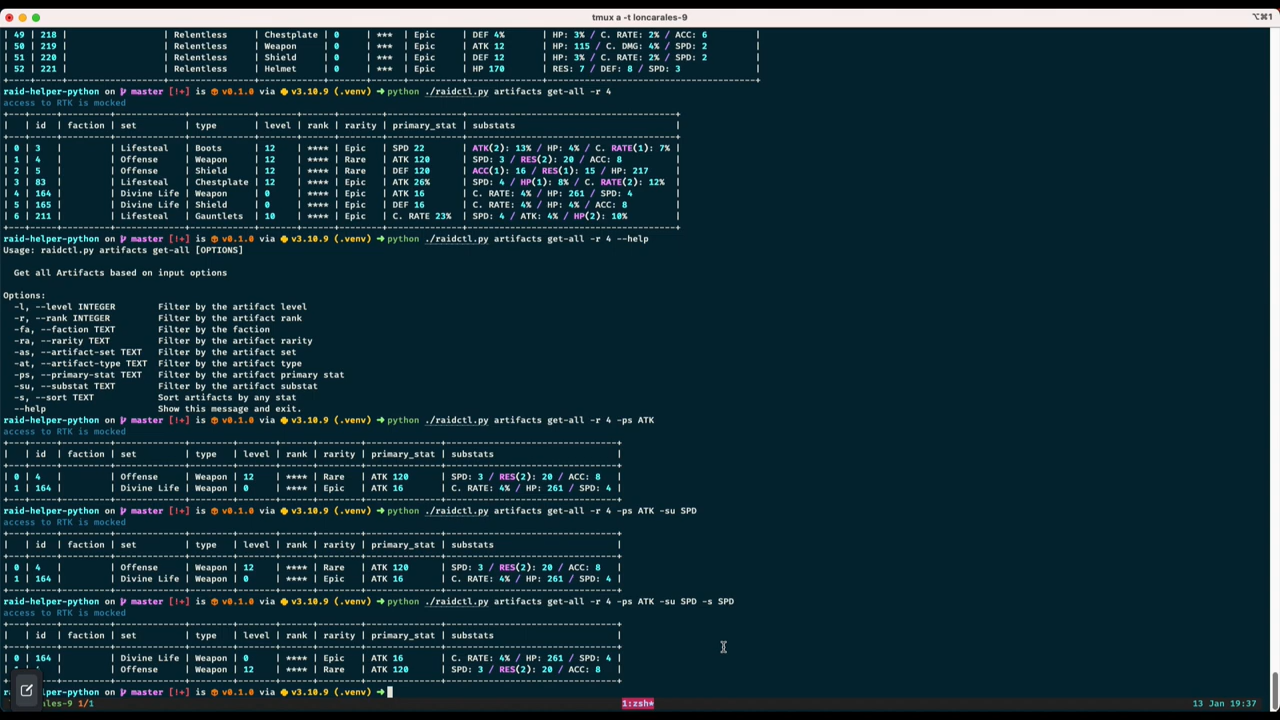 tmux a -t loncarales-9
⌥⌘1
| 49 | 218 |         | Relentless | Chestplate | 0     | ***  | Epic   | DEF 4%       | HP: 3% / C. RATE: 2% / ACC: 6         |
| 50 | 219 |         | Relentless | Weapon     | 0     | ***  | Epic   | ATK 12       | HP: 115 / C. DMG: 4% / SPD: 2         |
| 51 | 220 |         | Relentless | Shield     | 0     | ***  | Epic   | DEF 12       | HP: 3% / C. RATE: 2% / SPD: 2         |
| 52 | 221 |         | Relentless | Helmet     | 0     | ***  | Epic   | HP 170       | RES: 7 / DEF: 8 / SPD: 3              |
raid-helper-python on master [!+] is v0.1.0 via v3.10.9 (.venv) ➜ python ./raidctl.py artifacts get-all -r 4
access to RTK is mocked
|   | id  | faction | set         | type       | level | rank | rarity | primary_stat | substats                              |
| 0 | 3   |         | Lifesteal   | Boots      | 12    | **** | Epic   | SPD 22       | ATK(2): 13% / HP: 4% / C. RATE(1): 7% |
| 1 | 4   |         | Offense     | Weapon     | 12    | **** | Rare   | ATK 120      | SPD: 3 / RES(2): 20 / ACC: 8          |
| 2 | 5   |         | Offense     | Shield     | 12    | **** | Rare   | DEF 120      | ACC(1): 16 / RES(1): 15 / HP: 217     |
| 3 | 83  |         | Lifesteal   | Chestplate | 12    | **** | Epic   | ATK 26%      | SPD: 4 / HP(1): 8% / C. RATE(2): 12%  |
| 4 | 164 |         | Divine Life | Weapon     | 0     | **** | Epic   | ATK 16       | C. RATE: 4% / HP: 261 / SPD: 4        |
| 5 | 165 |         | Divine Life | Shield     | 0     | **** | Epic   | DEF 16       | C. RATE: 4% / HP: 4% / ACC: 8         |
| 6 | 211 |         | Lifesteal   | Gauntlets  | 10    | **** | Epic   | C. RATE 23%  | SPD: 4 / ATK: 4% / HP(2): 10%         |
raid-helper-python on master [!+] is v0.1.0 via v3.10.9 (.venv) ➜ python ./raidctl.py artifacts get-all -r 4 --help
Usage: raidctl.py artifacts get-all [OPTIONS]
Get all Artifacts based on input options
Options:
-l, --level INTEGER       Filter by the artifact level
-r, --rank INTEGER        Filter by the artifact rank
-fa, --faction TEXT       Filter by the faction
-ra, --rarity TEXT        Filter by the artifact rarity
-as, --artifact-set TEXT  Filter by the artifact set
-at, --artifact-type TEXT  Filter by the artifact type
-ps, --primary-stat TEXT  Filter by the artifact primary stat
-su, --substat TEXT       Filter by the artifact substat
-s, --sort TEXT           Sort artifacts by any stat
--help                    Show this message and exit.
raid-helper-python on master [!+] is v0.1.0 via v3.10.9 (.venv) ➜ python ./raidctl.py artifacts get-all -r 4 -ps ATK
access to RTK is mocked
|   | id  | faction | set         | type   | level | rank | rarity | primary_stat | substats                       |
| 0 | 4   |         | Offense     | Weapon | 12    | **** | Rare   | ATK 120      | SPD: 3 / RES(2): 20 / ACC: 8   |
| 1 | 164 |         | Divine Life | Weapon | 0     | **** | Epic   | ATK 16       | C. RATE: 4% / HP: 261 / SPD: 4 |
raid-helper-python on master [!+] is v0.1.0 via v3.10.9 (.venv) ➜ python ./raidctl.py artifacts get-all -r 4 -ps ATK -su SPD
access to RTK is mocked
|   | id  | faction | set         | type   | level | rank | rarity | primary_stat | substats                       |
| 0 | 4   |         | Offense     | Weapon | 12    | **** | Rare   | ATK 120      | SPD: 3 / RES(2): 20 / ACC: 8   |
| 1 | 164 |         | Divine Life | Weapon | 0     | **** | Epic   | ATK 16       | C. RATE: 4% / HP: 261 / SPD: 4 |
raid-helper-python on master [!+] is v0.1.0 via v3.10.9 (.venv) ➜ python ./raidctl.py artifacts get-all -r 4 -ps ATK -su SPD -s SPD
access to RTK is mocked
|   | id  | faction | set         | type   | level | rank | rarity | primary_stat | substats                       |
| 0 | 164 |         | Divine Life | Weapon | 0     | **** | Epic   | ATK 16       | C. RATE: 4% / HP: 261 / SPD: 4 |
|         | Offense     | Weapon | 12    | **** | Rare   | ATK 120      | SPD: 3 / RES(2): 20 / ACC: 8   |
per-python on master [!+] is v0.1.0 via v3.10.9 (.venv) ➜
ales-9 1/1
1:zsh*
13 Jan 19:37